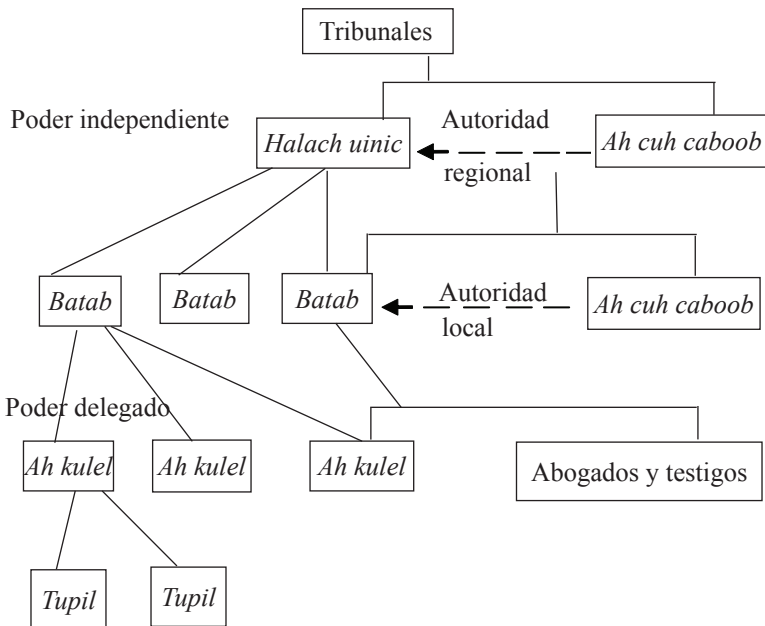 Tribunales
Poder independiente
Halach uinic
Autoridad
regional
Ah cuh caboob
Batab
Batab
Batab
Autoridad
local
Ah cuh caboob
Poder delegado
Ah kulel
Ah kulel
Ah kulel
Abogados y testigos
Tupil
Tupil